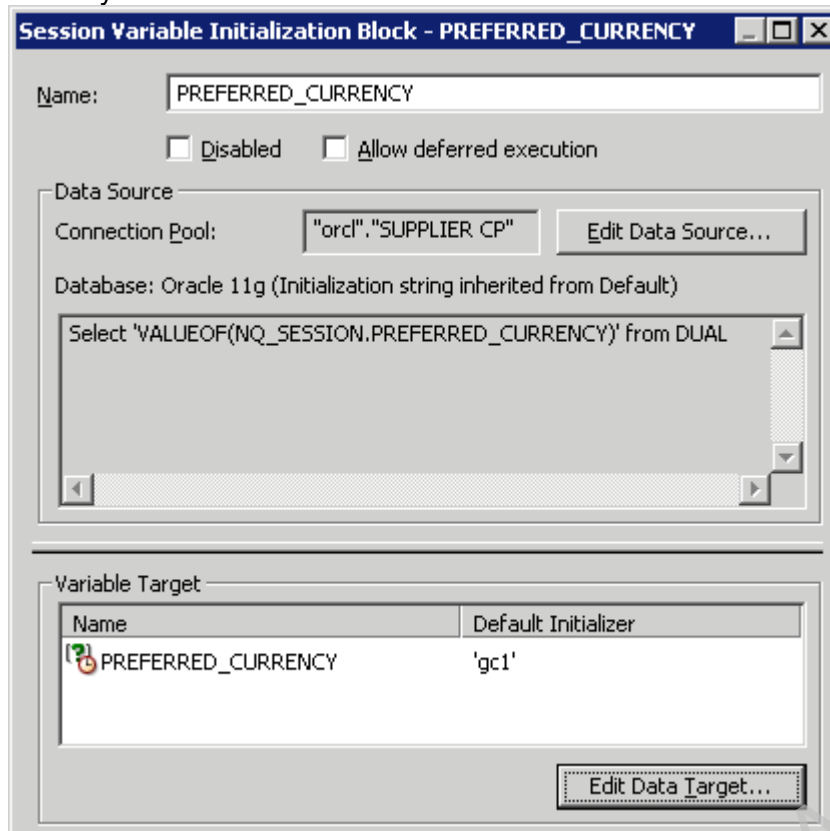 Session Variable Initialization Block - PREFERRED_CURRENCY
Name: PREFERRED_CURRENCY
Disabled Allow deferred execution
Data Source
Connection Pool: "orcl"."SUPPLIER CP" Edit Data Source...
Database: Oracle 11g (Initialization string inherited from Default)
Select 'VALUEOF(NQ_SESSION.PREFERRED_CURRENCY)' from DUAL
Variable Target
Name Default Initializer
PREFERRED_CURRENCY 'gc1'
Edit Data Target...